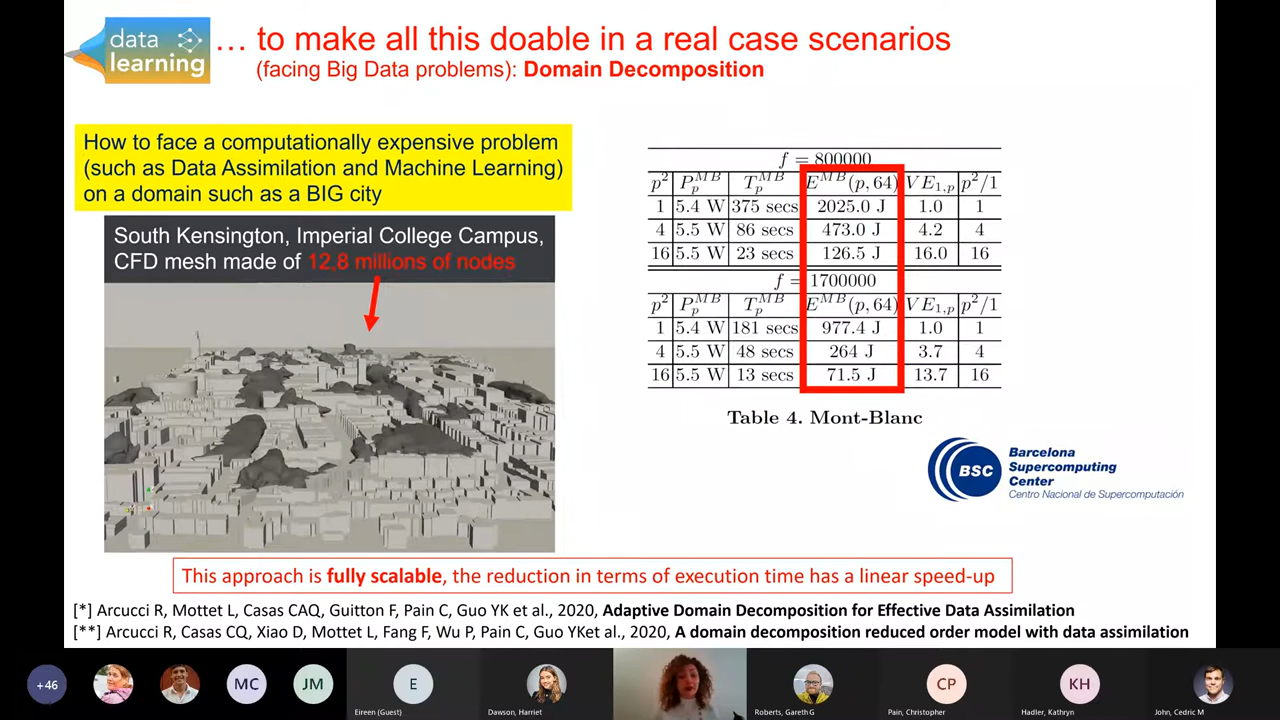 data
learning
... to make all this doable in a real case scenarios
(facing Big Data problems): Domain Decomposition
How to face a computationally expensive problem
(such as Data Assimilation and Machine Learning)
on a domain such as a BIG city
South Kensington, Imperial College Campus,
CFD mesh made of 12.8 millions of nodes
f = 800000
p² P_p^MB T_p^MB E^MB(p, 64) VE_1,p p²/1
1 5.4 W 375 secs 2025.0 J 1.0 1
4 5.5 W 86 secs 473.0 J 4.2 4
16 5.5 W 23 secs 126.5 J 16.0 16
f = 1700000
p² P_p^MB T_p^MB E^MB(p, 64) VE_1,p p²/1
1 5.4 W 181 secs 977.4 J 1.0 1
4 5.5 W 48 secs 264 J 3.7 4
16 5.5 W 13 secs 71.5 J 13.7 16
Table 4. Mont-Blanc
BSC
Barcelona
Supercomputing
Center
Centro Nacional de Supercomputación
This approach is fully scalable, the reduction in terms of execution time has a linear speed-up
[*] Arcucci R, Mottet L, Casas CAQ, Guitton F, Pain C, Guo YK et al., 2020, Adaptive Domain Decomposition for Effective Data Assimilation
[**] Arcucci R, Casas CQ, Xiao D, Mottet L, Fang F, Wu P, Pain C, Guo YKet al., 2020, A domain decomposition reduced order model with data assimilation
+46
MC
JM
E
CP
KH
Eireen (Guest)
Dawson, Harriet
Roberts, Gareth G
Pain, Christopher
Hadler, Kathryn
John, Cedric M